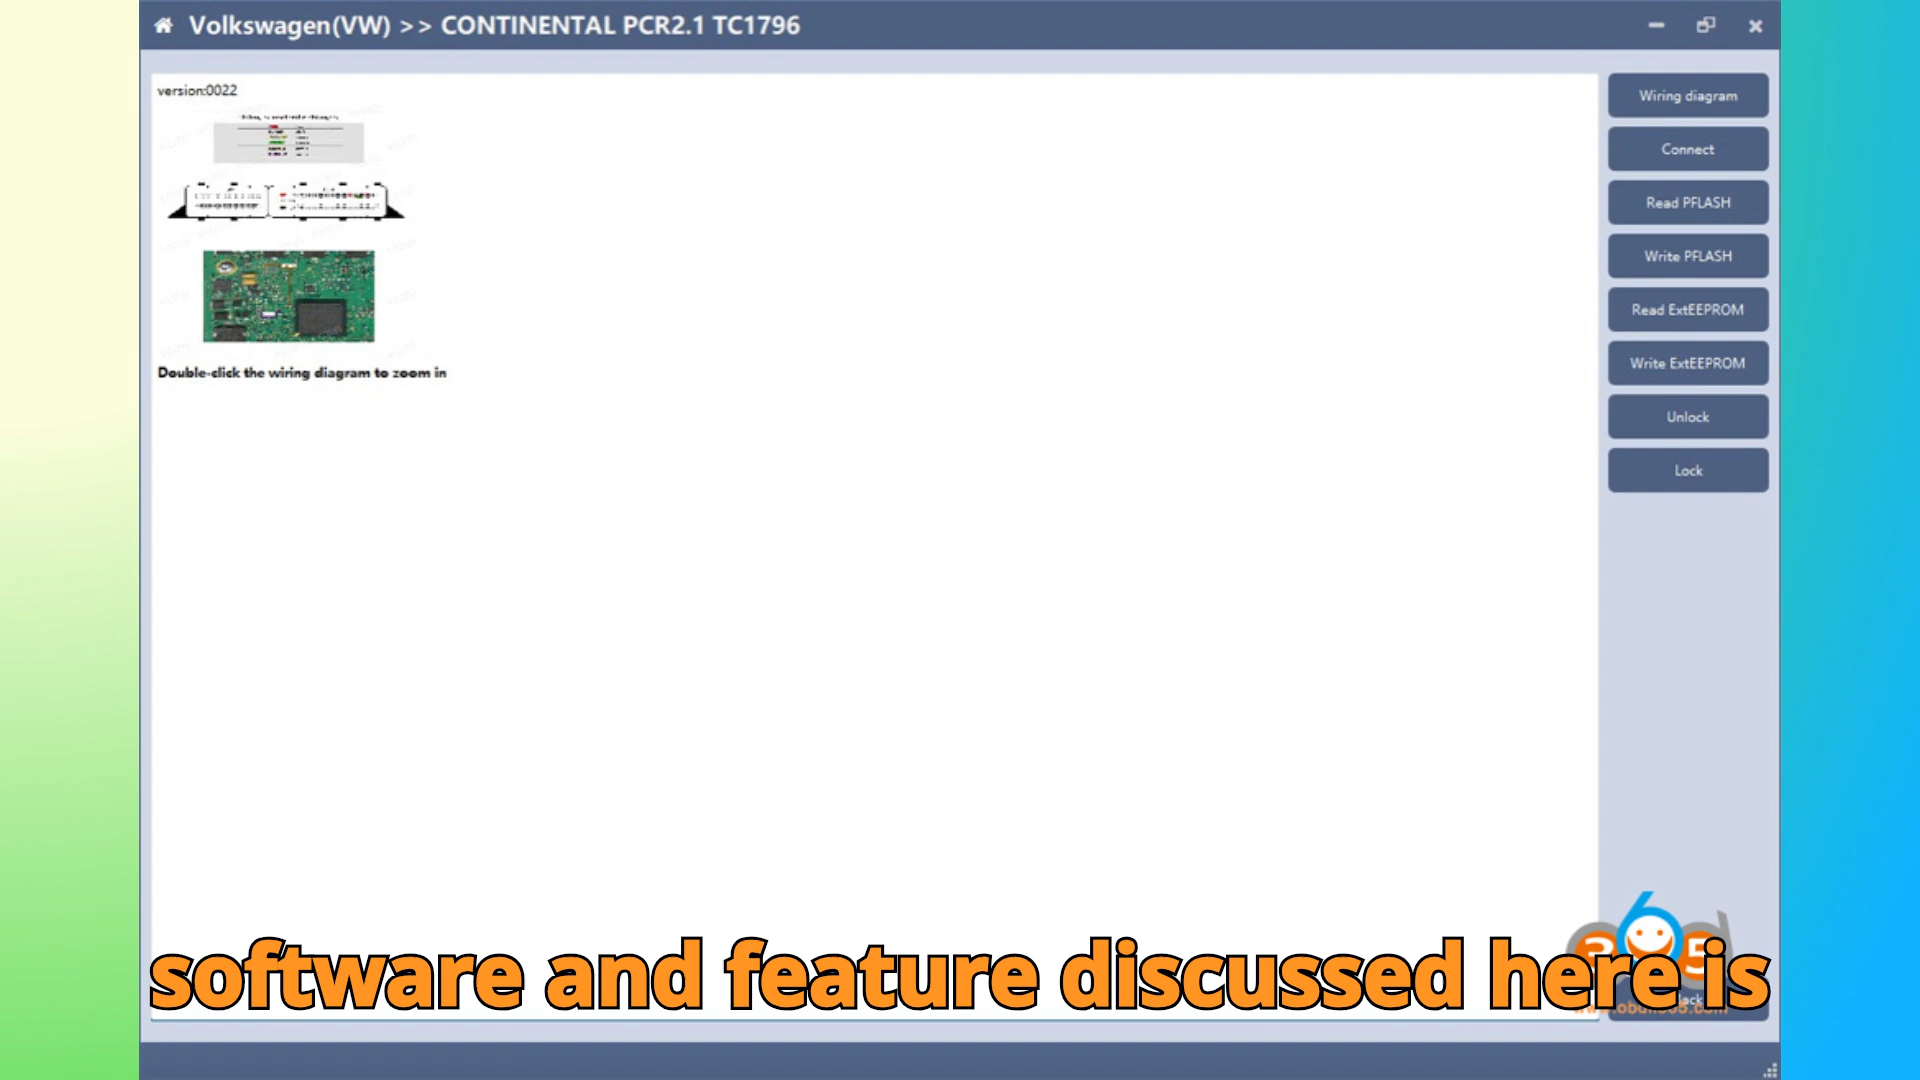 Volkswagen(VW) >> CONTINENTAL PCR2.1 TC1796
version:0022
Double-click the wiring diagram to zoom in
Wiring diagram
Connect
Read PFLASH
Write PFLASH
Read ExtEEPROM
Write ExtEEPROM
Unlock
Lock
software and feature discussed here is